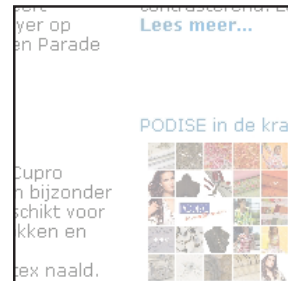 yer op
en Parade
Cupro
n bijzonder
schikt voor
kken en
tex naald.
Lees meer...
PODISE in de kra